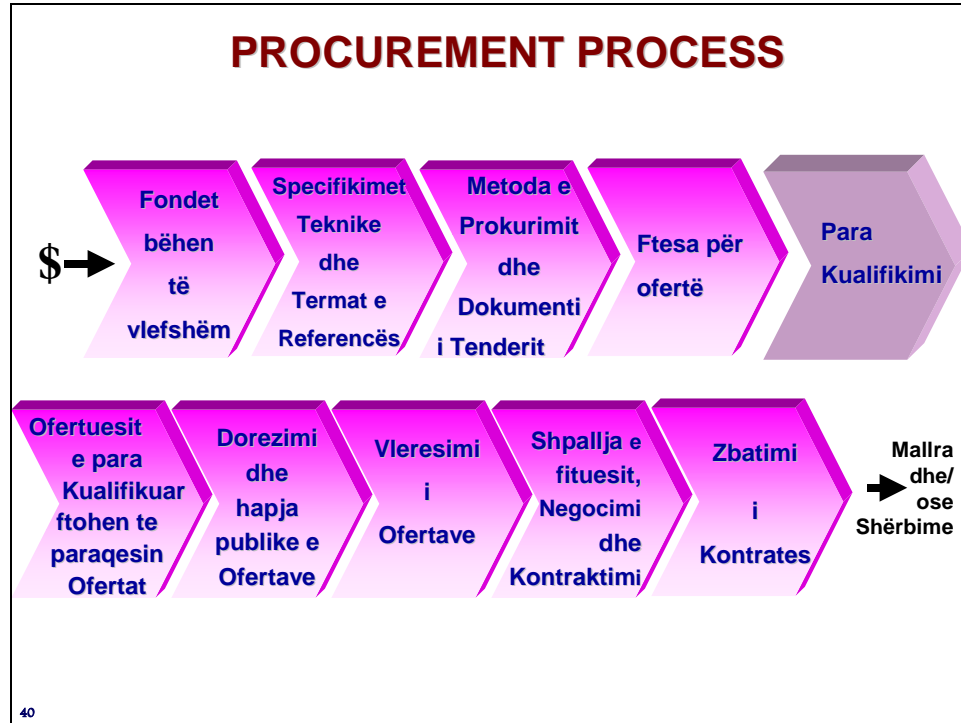 PROCUREMENT PROCESS
$
Fondet
bëhen
të
vlefshëm
Specifikimet
Teknike
dhe
Termat e
Referencës
Metoda e
Prokurimit
dhe
Dokumenti
i Tenderit
Ftesa për
ofertë
Para
Kualifikimi
Ofertuesit
e para
Kualifikuar
ftohen te
paraqesin
Ofertat
Dorezimi
dhe
hapja
publike e
Ofertave
Vleresimi
i
Ofertave
Shpallja e
fituesit,
Negocimi
dhe
Kontraktimi
Zbatimi
i
Kontrates
Mallra
dhe/
ose
Shërbime
40